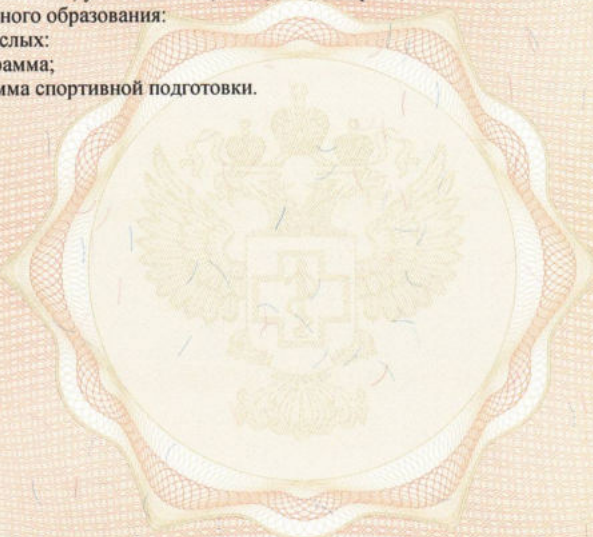 ного образования:
слых:
рамма;
мма спортивной подготовки.